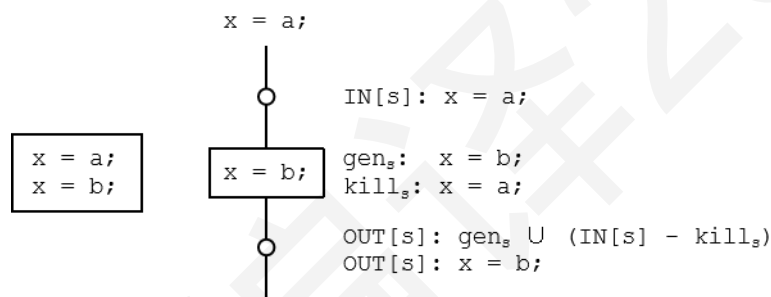 x = a;
IN[s]: x = a;
x = a;
x = b;
x = b;
genₛ:  x = b;
killₛ: x = a;
OUT[s]: genₛ ∪ (IN[s] - killₛ)
OUT[s]: x = b;